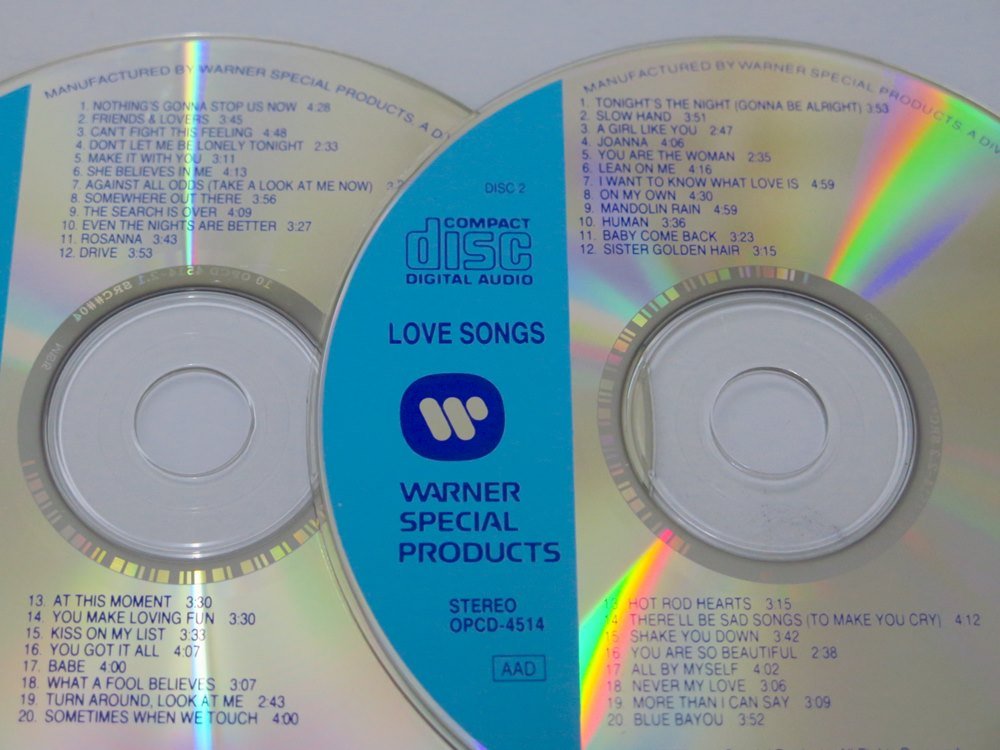 MANUFACTURED BY WARNER SPECIAL PRODUCTS, A
1. NOTHING'S GONNA STOP US NOW 4:28
2. FRIENDS & LOVERS 3:45
3. CAN'T FIGHT THIS FEELING 4:48
4. DON'T LET ME BE LONELY TONIGHT 2:33
5. MAKE IT WITH YOU 3:11
6. SHE BELIEVES IN ME 4:13
7. AGAINST ALL ODDS (TAKE A LOOK AT ME NOW)
8. SOMEWHERE OUT THERE 3:56
9. THE SEARCH IS OVER 4:09
10. EVEN THE NIGHTS ARE BETTER 3:27
11. ROSANNA 3:43
12. DRIVE 3:53
13. AT THIS MOMENT 3:30
14. YOU MAKE LOVING FUN 3:30
15. KISS ON MY LIST 3:33
16. YOU GOT IT ALL 4:07
17. BABE 4:00
18. WHAT A FOOL BELIEVES 3:07
19. TURN AROUND, LOOK AT ME 2:43
20. SOMETIMES WHEN WE TOUCH 4:00
DISC 2
COMPACT
disc
DIGITAL AUDIO
LOVE SONGS
W
WARNER
SPECIAL
PRODUCTS
STEREO
OPCD-4514
AAD
MANUFACTURED BY WARNER SPECIAL PRODUCTS, A DIV
1. TONIGHT'S THE NIGHT (GONNA BE ALRIGHT) 3:53
2. SLOW HAND 3:51
3. A GIRL LIKE YOU 2:47
4. JOANNA 4:06
5. YOU ARE THE WOMAN 2:35
6. LEAN ON ME 4:16
7. I WANT TO KNOW WHAT LOVE IS 4:59
8. ON MY OWN 4:30
9. MANDOLIN RAIN 4:59
10. HUMAN 3:36
11. BABY COME BACK 3:23
12. SISTER GOLDEN HAIR 3:15
13. HOT ROD HEARTS 3:15
14. THERE'LL BE SAD SONGS (TO MAKE YOU CRY) 4:12
15. SHAKE YOU DOWN 3:42
16. YOU ARE SO BEAUTIFUL 2:38
17. ALL BY MYSELF 4:02
18. NEVER MY LOVE 3:06
19. MORE THAN I CAN SAY 3:09
20. BLUE BAYOU 3:52